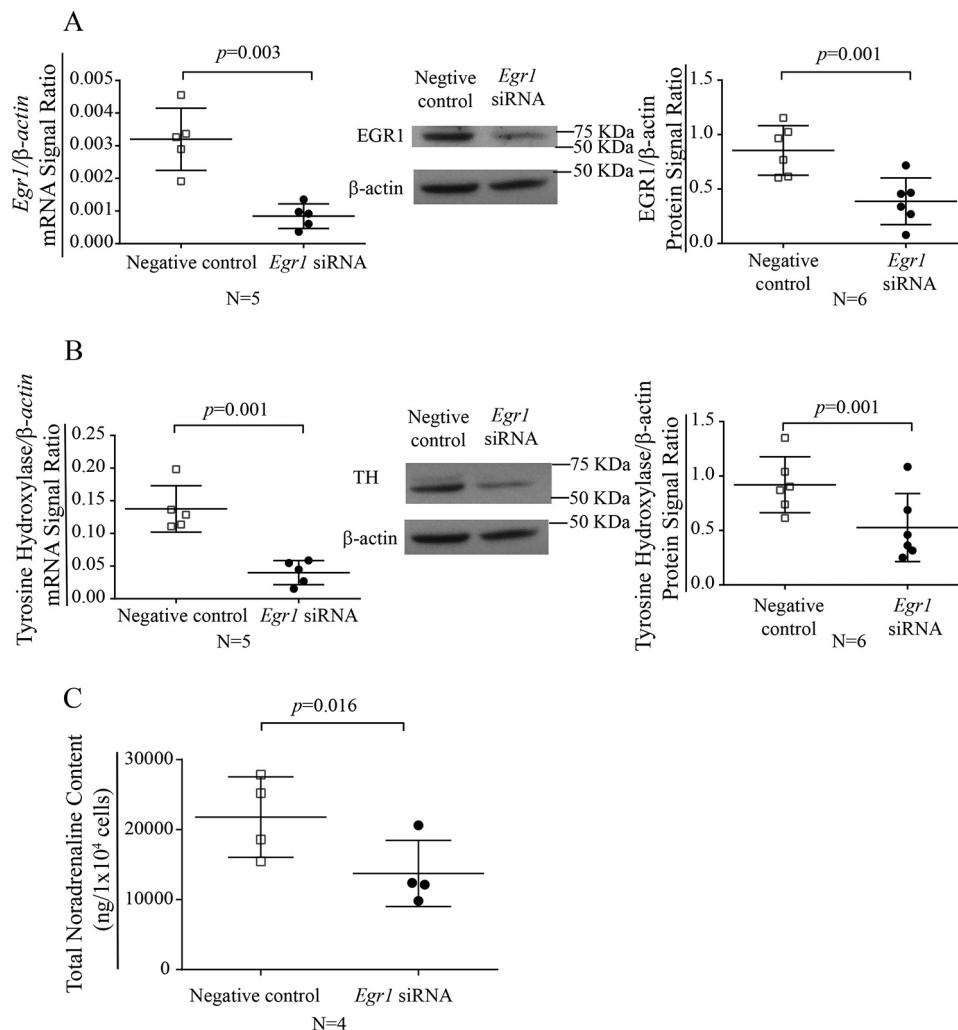 A
p=0.003
Egr1/β-actin
mRNA Signal Ratio
0.005
0.004
0.003
0.002
0.001
0.000
Negative control
Egr1 siRNA
N=5
Negtive
control
Egr1
siRNA
EGR1
75 KDa
50 KDa
50 KDa
β-actin
p=0.001
EGR1/β-actin
Protein Signal Ratio
1.5
1.0
0.5
0.0
Negative
control
Egr1
siRNA
N=6
B
p=0.001
Tyrosine Hydroxylase/β-actin
mRNA Signal Ratio
0.25
0.20
0.15
0.10
0.05
0.00
Negative control
Egr1 siRNA
N=5
Negtive
control
Egr1
siRNA
TH
75 KDa
50 KDa
50 KDa
β-actin
p=0.001
Tyrosine Hydroxylase/β-actin
Protein Signal Ratio
1.5
1.0
0.5
0.0
Negative
control
Egr1
siRNA
N=6
C
p=0.016
Total Noradrenaline Content
(ng/1x10⁴ cells)
30000
20000
10000
0
Negative control
Egr1 siRNA
N=4